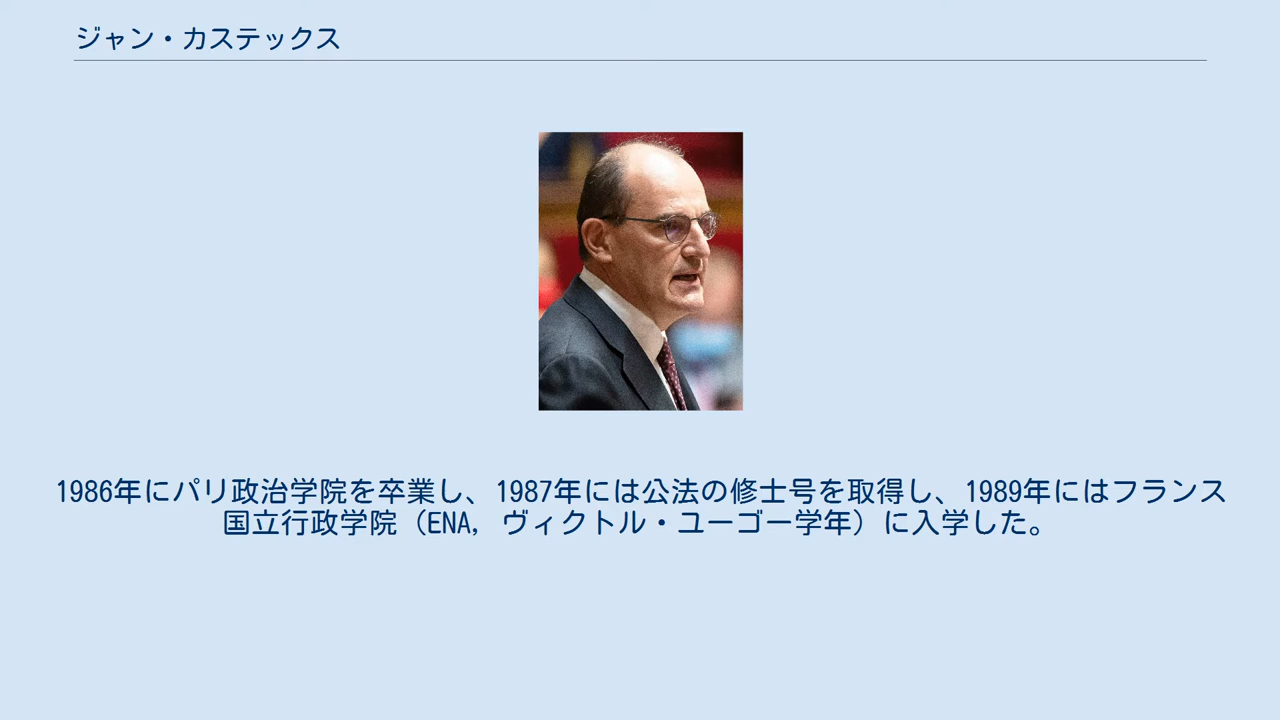 ジャン・カステックス
1986年にパリ政治学院を卒業し、1987年には公法の修士号を取得し、1989年にはフランス
国立行政学院（ENA, ヴィクトル・ユーゴー学年）に入学した。